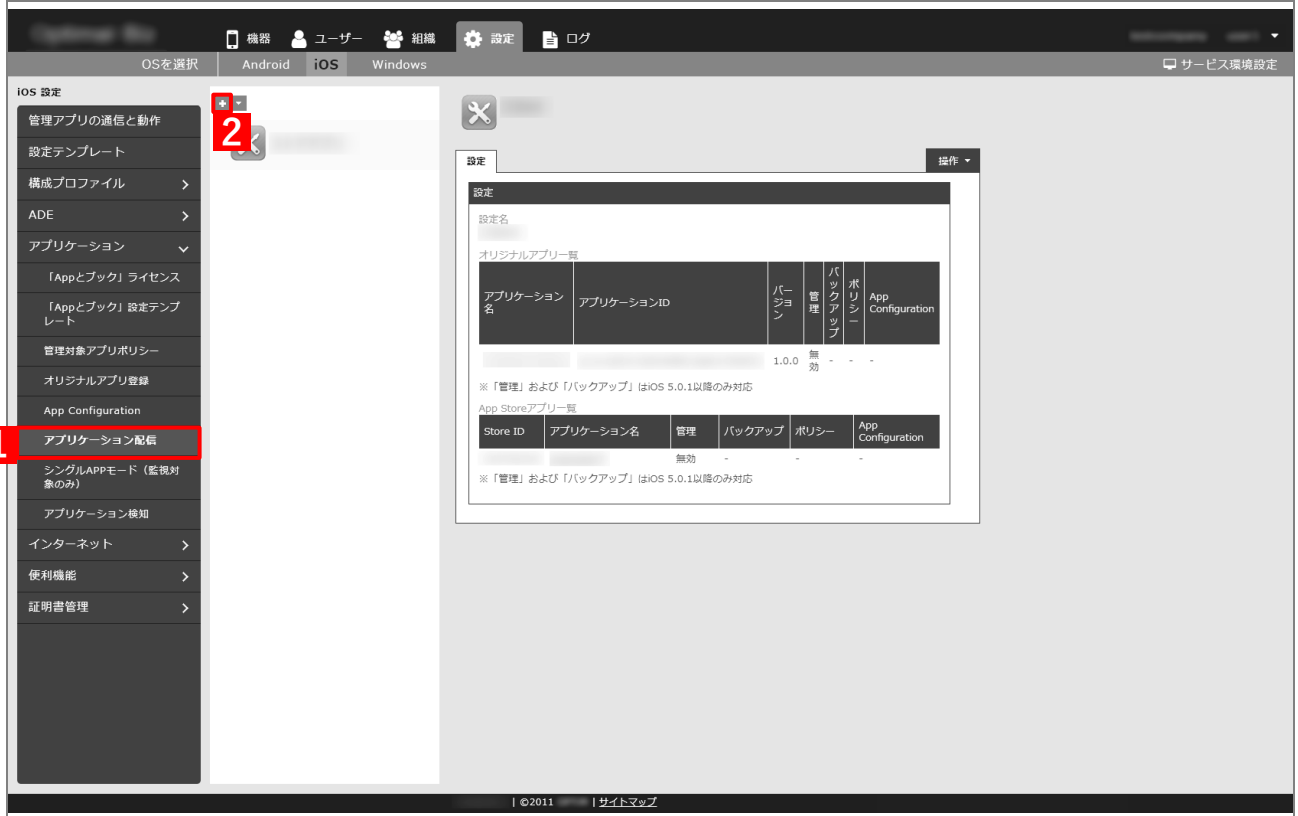 機器 ユーザー 組織 設定 ログ
OSを選択 Android iOS Windows サービス環境設定
iOS 設定
管理アプリの通信と動作
設定テンプレート
構成プロファイル
ADE
アプリケーション
「Appとブック」ライセンス
「Appとブック」設定テンプ
レート
管理対象アプリポリシー
オリジナルアプリ登録
App Configuration
1
アプリケーション配信
シングルAPPモード（監視対
象のみ）
アプリケーション検知
インターネット
便利機能
証明書管理
2
設定 操作
設定
設定名
オリジナルアプリ一覧
アプリケーション
名
アプリケーションID
バー
ジョ
ン
管
理
バ
ッ
ク
ア
ッ
プ
ポ
リ
シ
ー
App
Configuration
1.0.0 無
効 - - -
※「管理」および「バックアップ」はiOS 5.0.1以降のみ対応
App Storeアプリ一覧
Store ID アプリケーション名 管理 バックアップ ポリシー App
Configuration
無効 - - -
※「管理」および「バックアップ」はiOS 5.0.1以降のみ対応
| ©2011 | サイトマップ